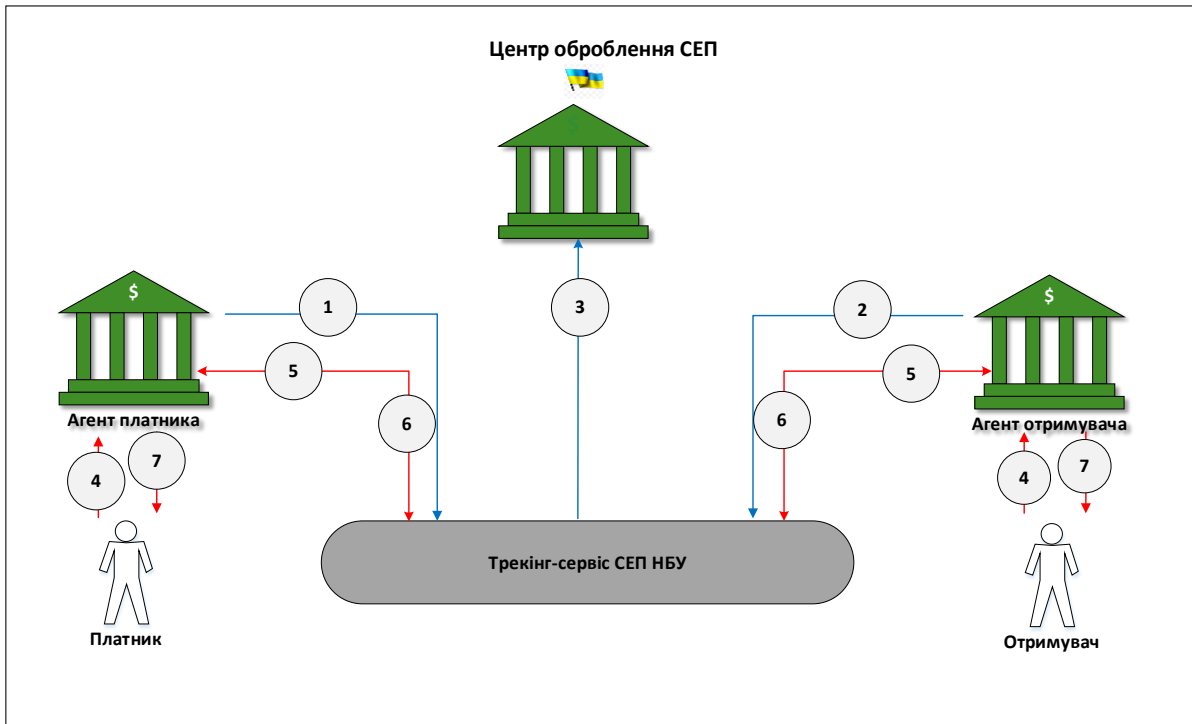 Центр оброблення СЕП
$
1
3
2
$
$
5
5
Агент платника
6
6
Агент отримувача
4
7
4
7
Трекінг-сервіс СЕП НБУ
Платник
Отримувач